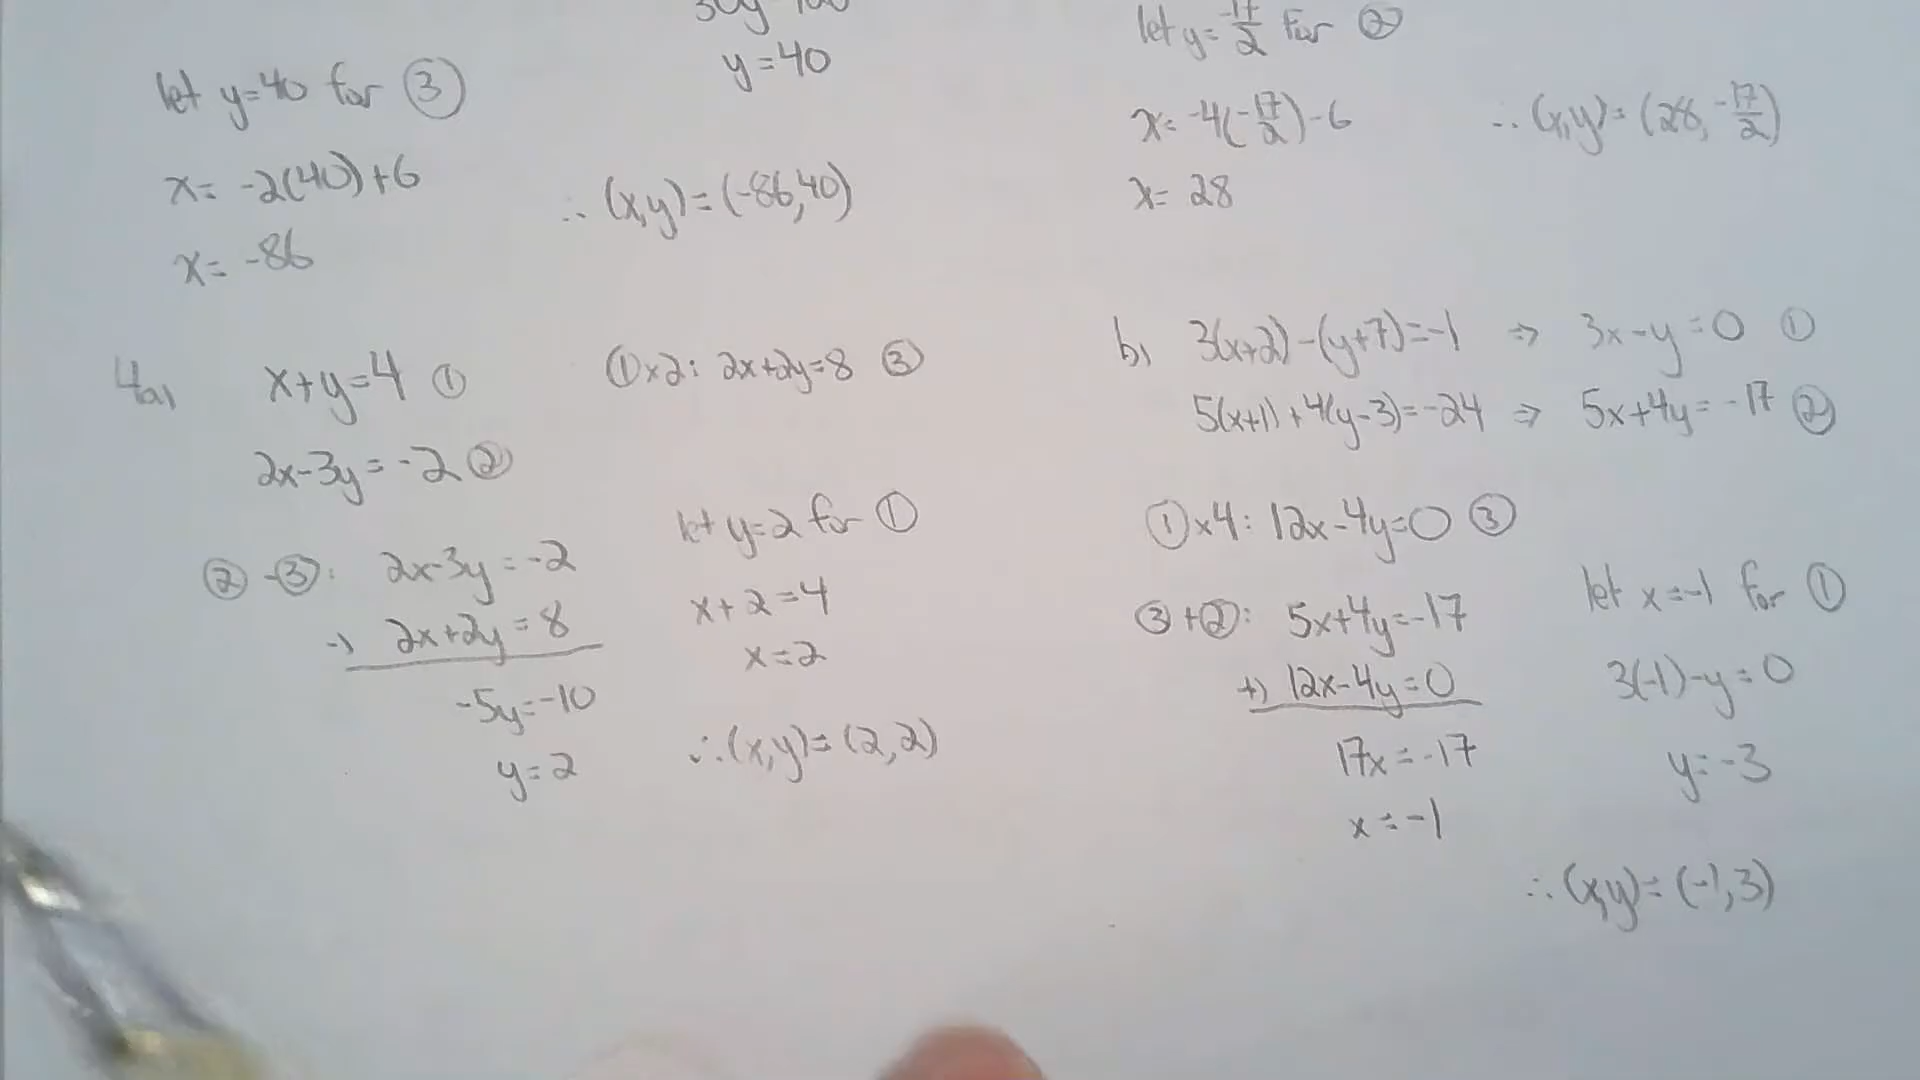 y=40
let y=40 for ③
x= -2(40)+6
x= -86
∴ (x,y)=(-86,40)
let y= -17/2 for ②
x= -4(-17/2)-6
x= 28
∴ (x,y)=(28, -17/2)
4a)
x+y=4 ①
2x-3y=-2 ②
①x2: 2x+2y=8 ③
②-③: 2x-3y=-2
-) 2x+2y=8
-5y=-10
y=2
let y=2 for ①
x+2=4
x=2
∴(x,y)=(2,2)
b) 3(x+2)-(y+7)=-1 ⇒ 3x-y=0 ①
5(x+1)+4(y-3)=-24 ⇒ 5x+4y=-17 ②
①x4: 12x-4y=0 ③
③+②: 5x+4y=-17
+) 12x-4y=0
17x=-17
x=-1
let x=-1 for ①
3(-1)-y=0
y=-3
∴ (x,y)=(-1,3)